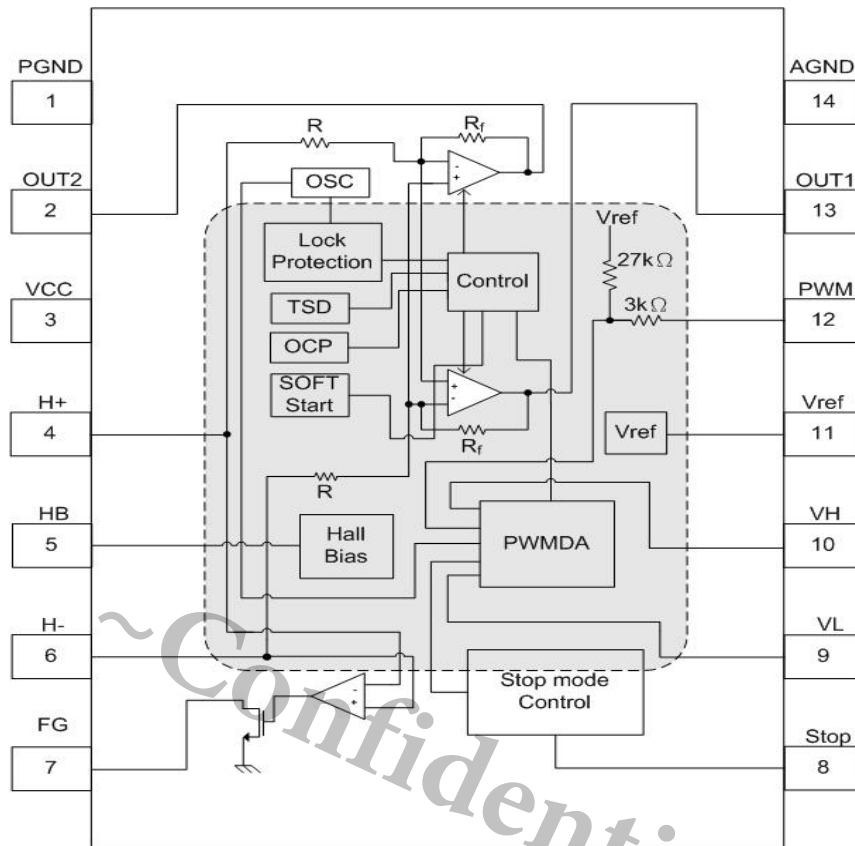 PGND
1
AGND
14
R
Rf
OUT2
2
OUT1
13
OSC
-
+
Vref
Lock
Protection
27kΩ
Control
VCC
3
PWM
12
3kΩ
TSD
OCP
SOFT
Start
+
-
Rf
H+
4
Vref
11
Vref
R
HB
5
Hall
Bias
PWMDA
VH
10
H-
6
VL
9
Stop mode
Control
-
+
FG
7
Stop
8
~Confidenti